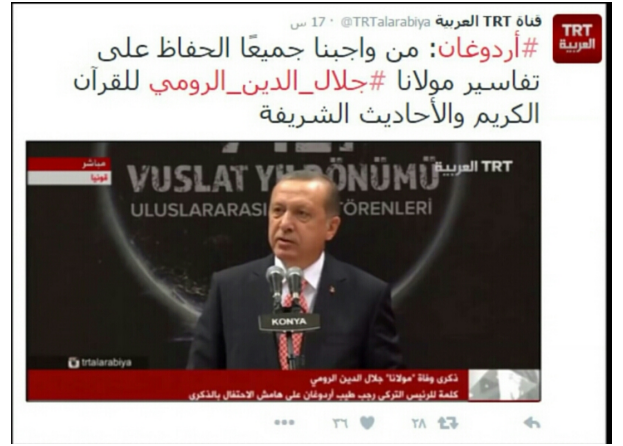 قناة TRT العربية @TRTalarabiya · 17 س
TRT
العربية
#أردوغان: من واجبنا جميعًا الحفاظ على
تفاسير مولانا #جلال_الدين_الرومي للقرآن
الكريم والأحاديث الشريفة
مباشر
قونيا
TRT العربية
VUSLAT YIL DÖNÜMÜ
ULUSLARARASI
TÖRENLERİ
KONYA
trtalarabiya
ذكرى وفاة "مولانا" جلال الدين الرومي
كلمة للرئيس التركي رجب طيب أردوغان على هامش الاحتفال بالذكرى
٢٨ ٣٦